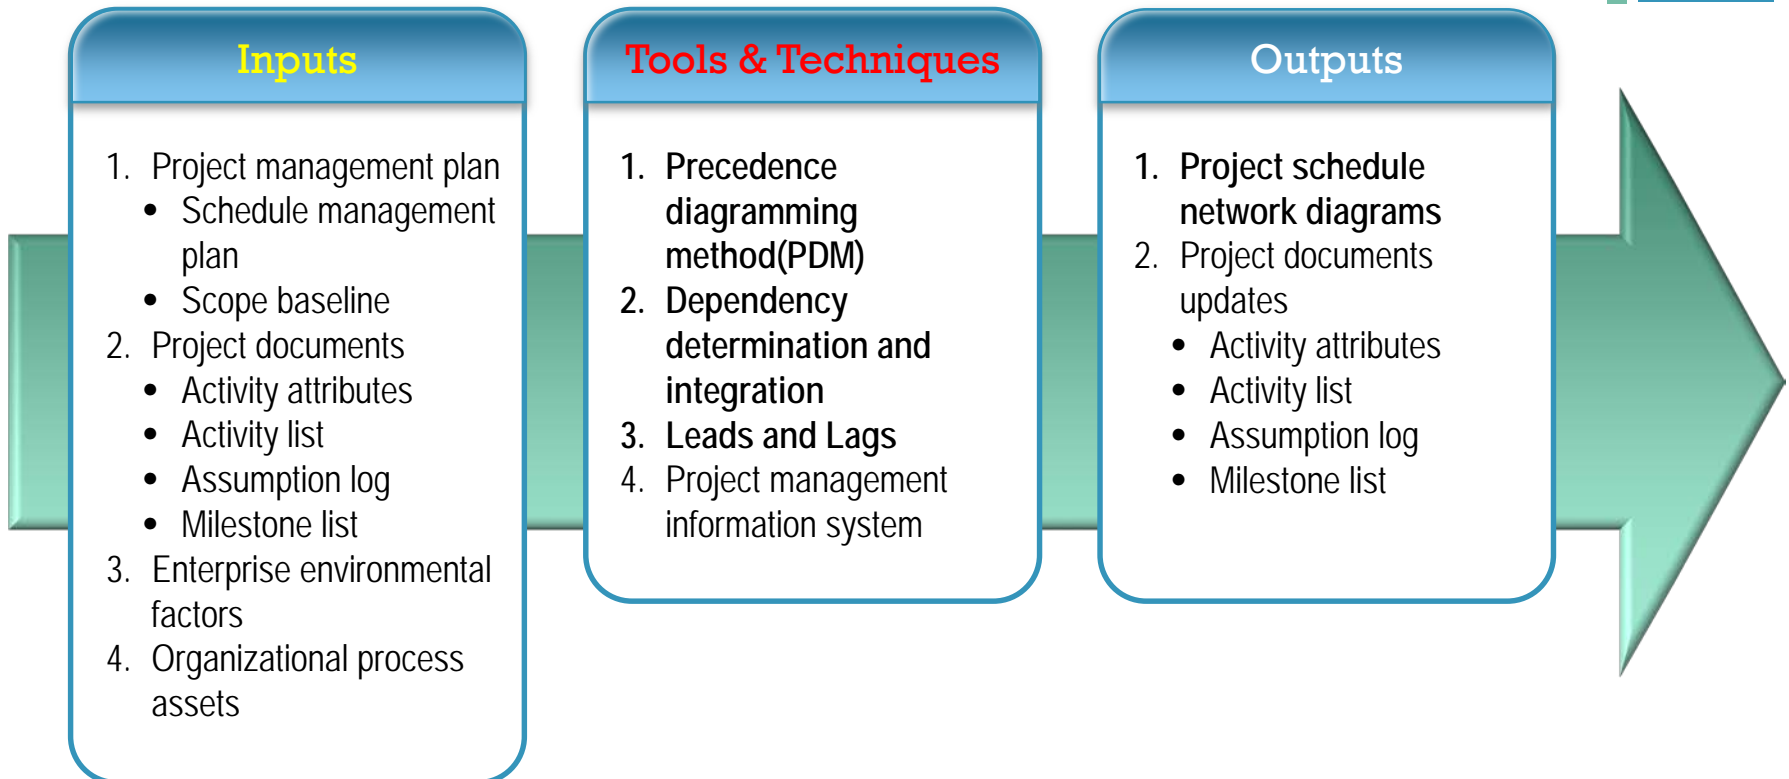 Inputs
1. Project management plan
• Schedule management
plan
• Scope baseline
2. Project documents
• Activity attributes
• Activity list
• Assumption log
• Milestone list
3. Enterprise environmental
factors
4. Organizational process
assets
Tools & Techniques
1. Precedence
diagramming
method(PDM)
2. Dependency
determination and
integration
3. Leads and Lags
4. Project management
information system
Outputs
1. Project schedule
network diagrams
2. Project documents
updates
• Activity attributes
• Activity list
• Assumption log
• Milestone list